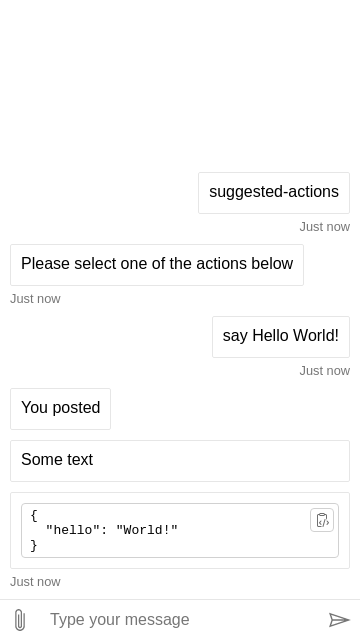 suggested-actions
Just now
Please select one of the actions below
Just now
say Hello World!
Just now
You posted
Some text
{
  "hello": "World!"
}
Just now
Type your message